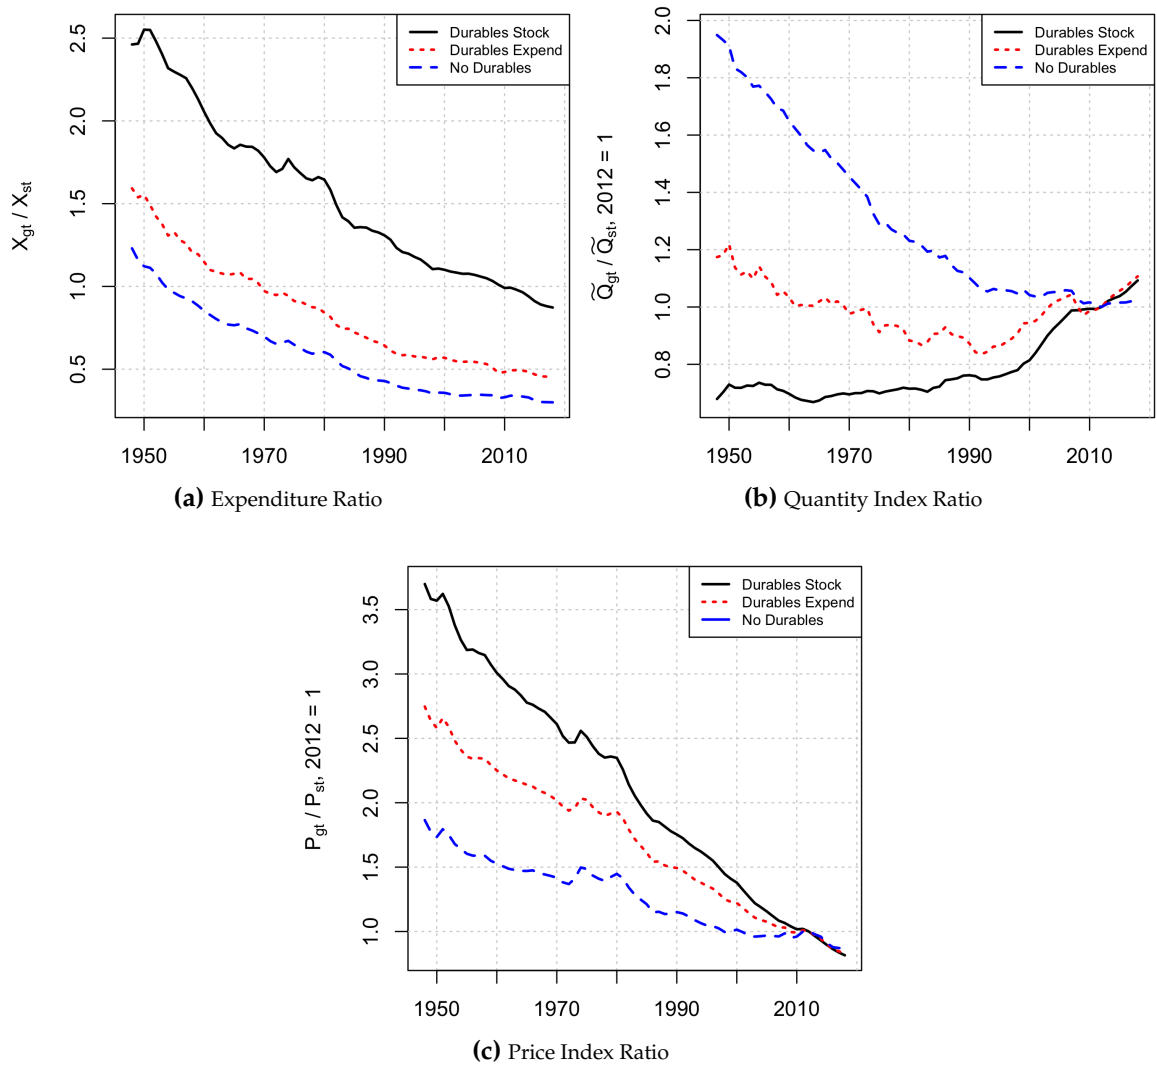 Durables Stock
Durables Expend
No Durables
2.5
2.0
1.5
1.0
0.5
X_gt / X_st
1950 1970 1990 2010
(a) Expenditure Ratio
Durables Stock
Durables Expend
No Durables
2.0
1.8
1.6
1.4
1.2
1.0
0.8
Q̃_gt / Q̃_st, 2012 = 1
1950 1970 1990 2010
(b) Quantity Index Ratio
Durables Stock
Durables Expend
No Durables
3.5
3.0
2.5
2.0
1.5
1.0
P_gt / P_st, 2012 = 1
1950 1970 1990 2010
(c) Price Index Ratio